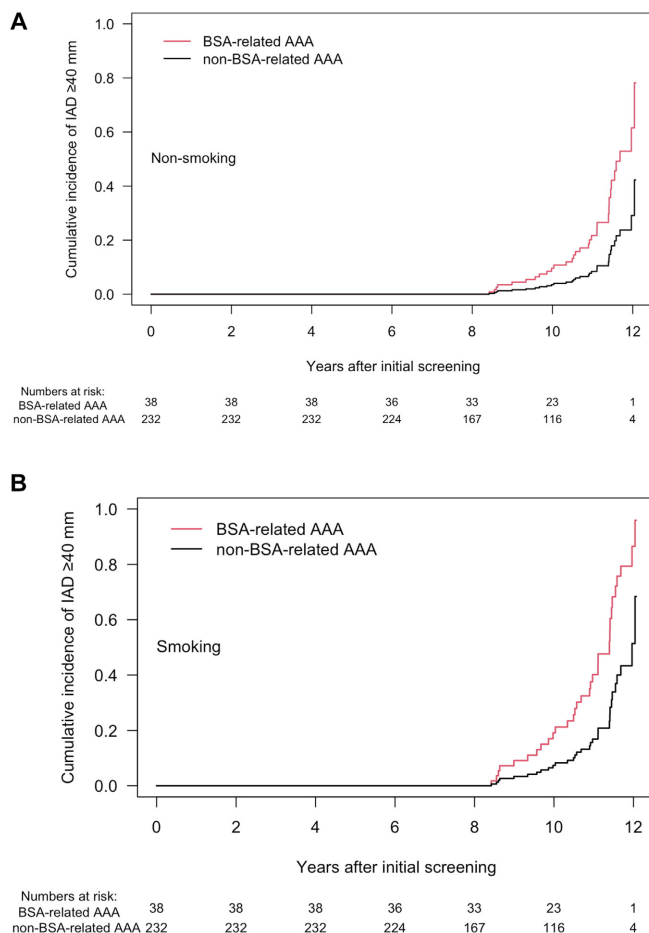 A
Cumulative incidence of IAD ≥40 mm
1.0
0.8
0.6
0.4
0.2
0.0
BSA-related AAA
non-BSA-related AAA
Non-smoking
0 2 4 6 8 10 12
Years after initial screening
Numbers at risk:
BSA-related AAA 38 38 38 36 33 23 1
non-BSA-related AAA 232 232 232 224 167 116 4
B
Cumulative incidence of IAD ≥40 mm
1.0
0.8
0.6
0.4
0.2
0.0
BSA-related AAA
non-BSA-related AAA
Smoking
0 2 4 6 8 10 12
Years after initial screening
Numbers at risk:
BSA-related AAA 38 38 38 36 33 23 1
non-BSA-related AAA 232 232 232 224 167 116 4